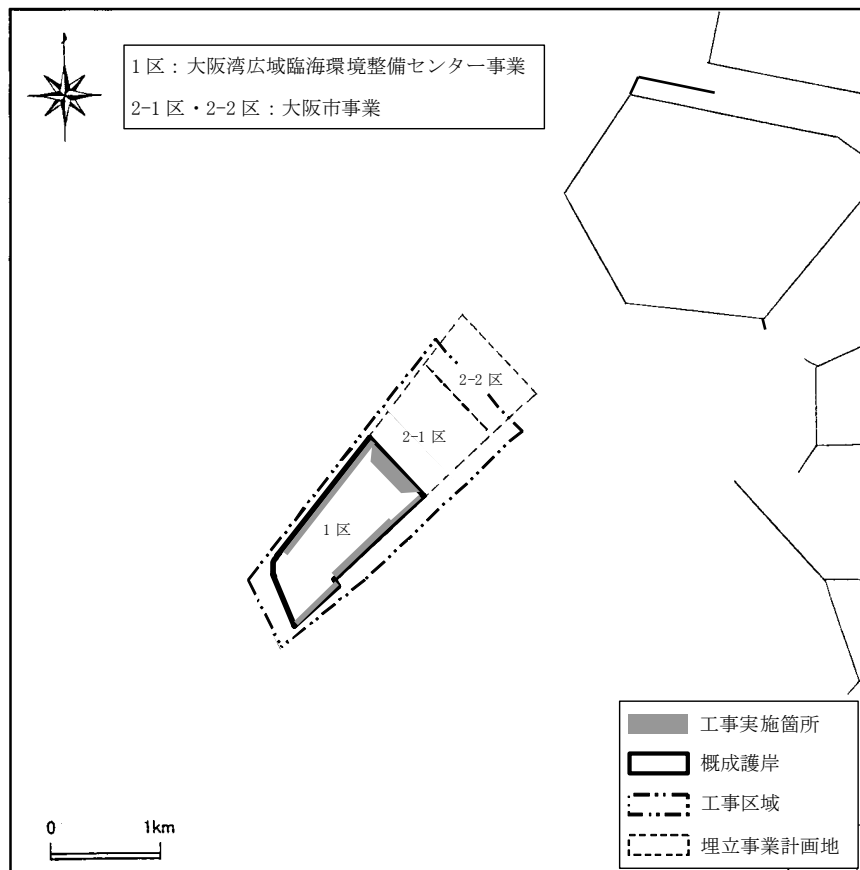 1区：大阪湾広域臨海環境整備センター事業
2-1区・2-2区：大阪市事業
2-2区
2-1区
1区
工事実施箇所
概成護岸
工事区域
埋立事業計画地
0 1km